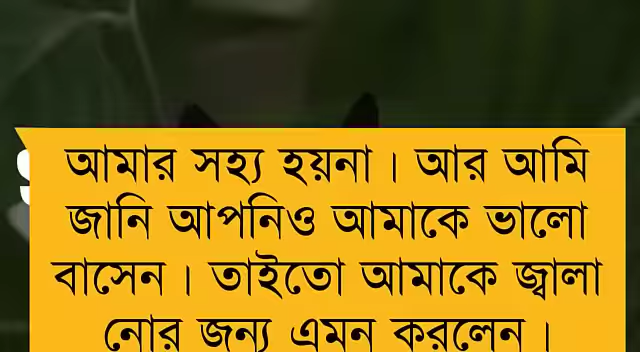 আমার সহ্য হয়না। আর আমি
জানি আপনিও আমাকে ভালো
বাসেন। তাইতো আমাকে জ্বালা
নোর জন্য এমন করলেন।